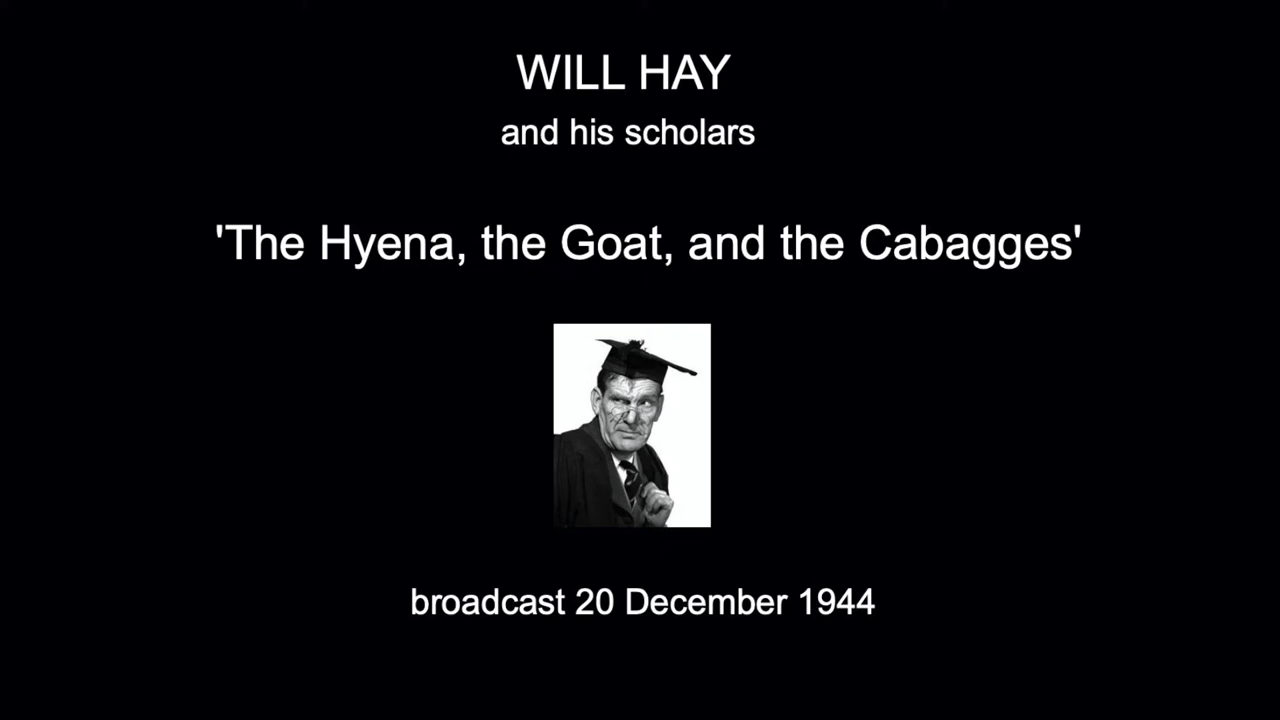 WILL HAY
and his scholars
'The Hyena, the Goat, and the Cabagges'
broadcast 20 December 1944